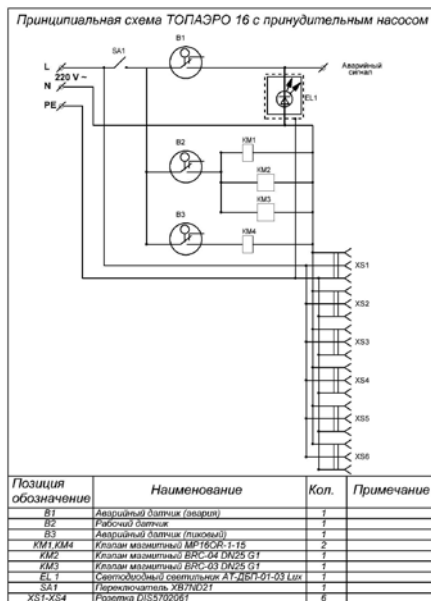 Принципиальная схема ТОПАЭРО 16 с принудительным насосом
B1
SA1
L
220 V ~
N
PE
Аварийный сигнал
EL1
B2
KM1
KM2
KM3
B3
KM4
XS1
XS2
XS3
XS4
XS5
XS6
Позиция обозначение Наименование Кол. Примечание
B1 Аварийный датчик (авария) 1
B2 Рабочий датчик 1
B3 Аварийный датчик (пиковый) 1
KM1,KM4 Клапан магнитный MP16OR-1-15 2
KM2 Клапан магнитный BRC-04 DN25 G1 1
KM3 Клапан магнитный BRC-03 DN25 G1 1
EL 1 Светодиодный светильник АТ-ДБП-01-03 Lux 1
SA1 Переключатель XB7ND21 1
XS1-XS4 Розетка DIS5702061 6